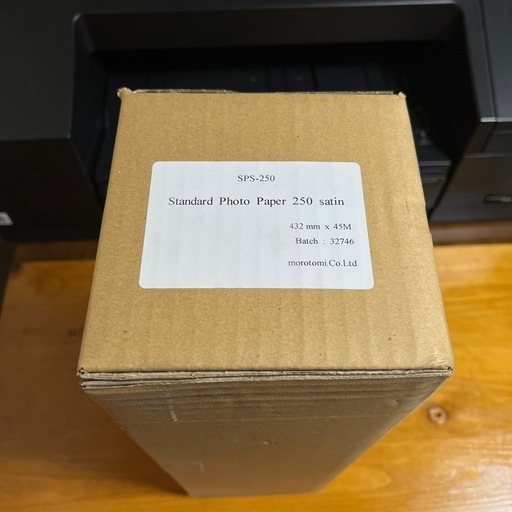 SPS-250
Standard Photo Paper 250 satin
432 mm x 45M
Batch : 32746
morotomi.Co.Ltd